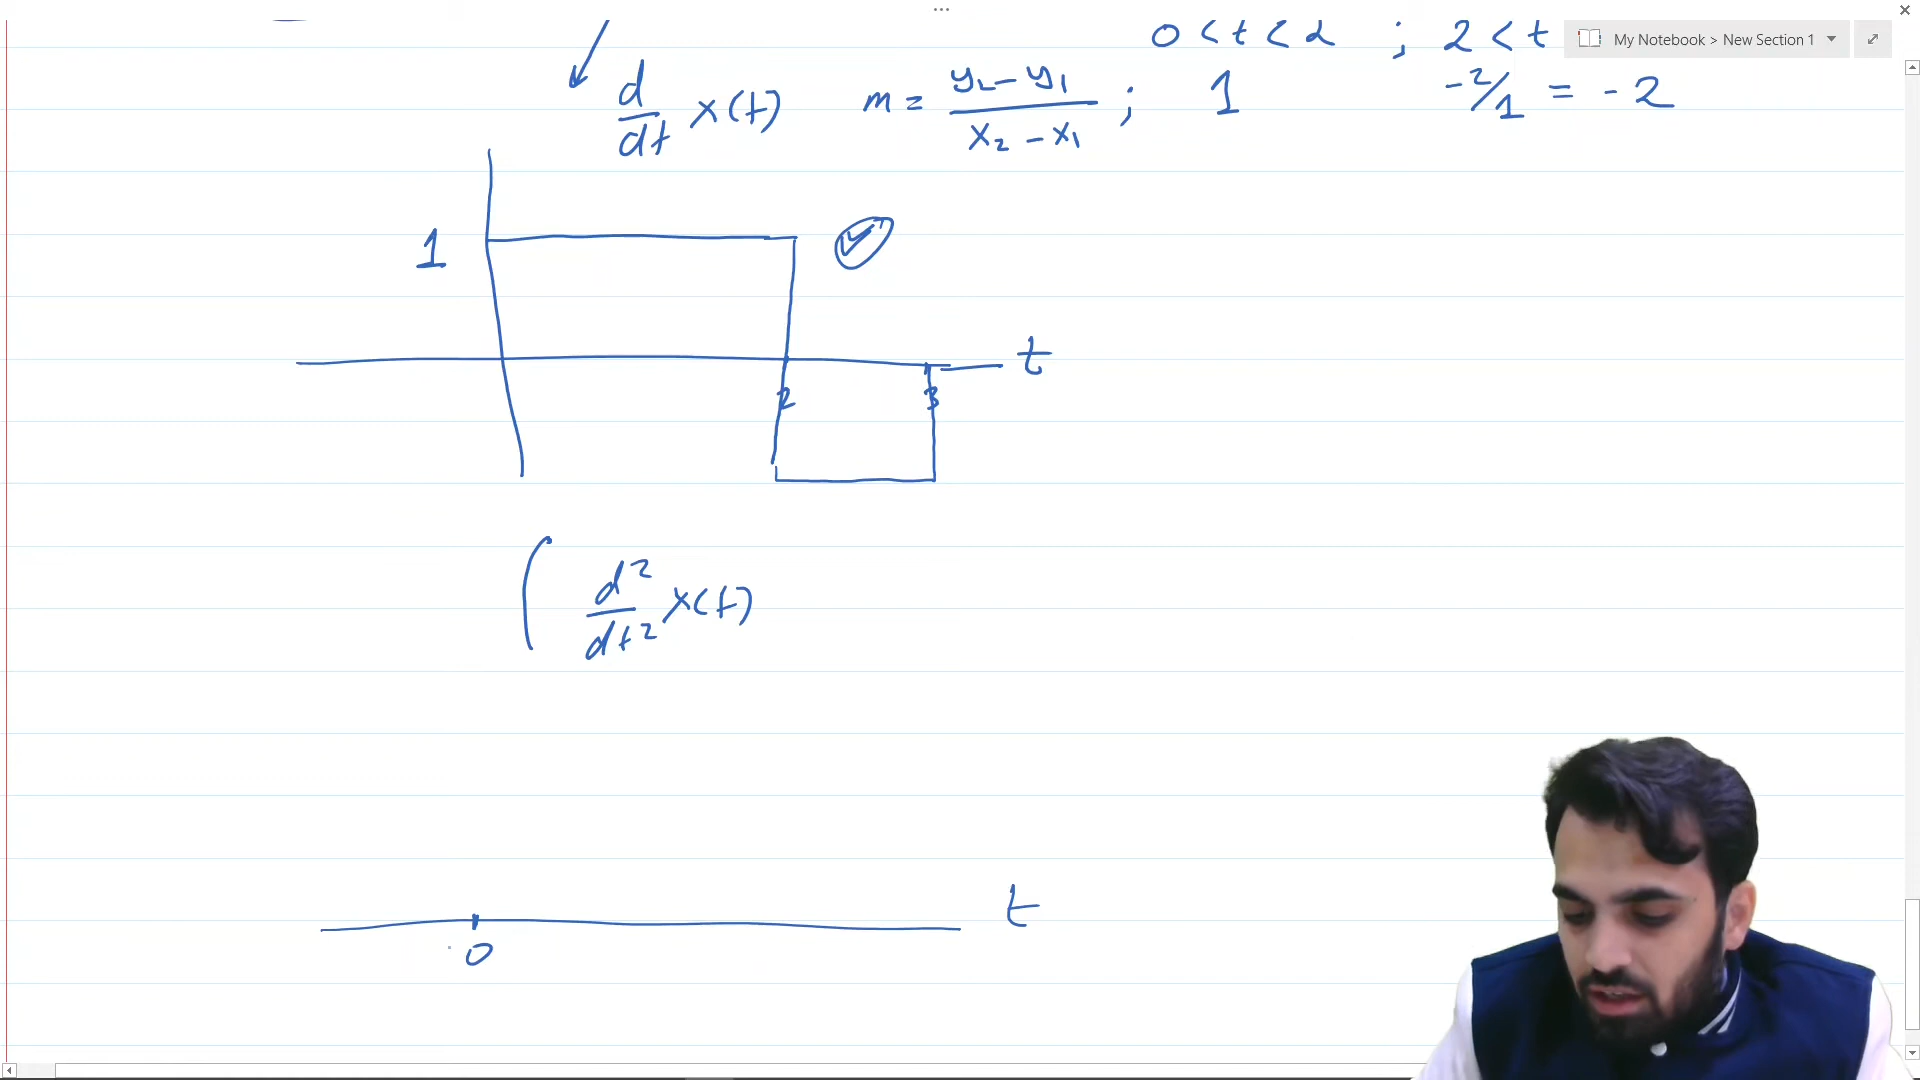 0 < t < 2 ; 2 < t
My Notebook > New Section 1
d/dt x(t) m = y₂ - y₁ / x₂ - x₁ ; 1 -2/1 = -2
1
t
2 3
d²/dt² x(t)
t
0